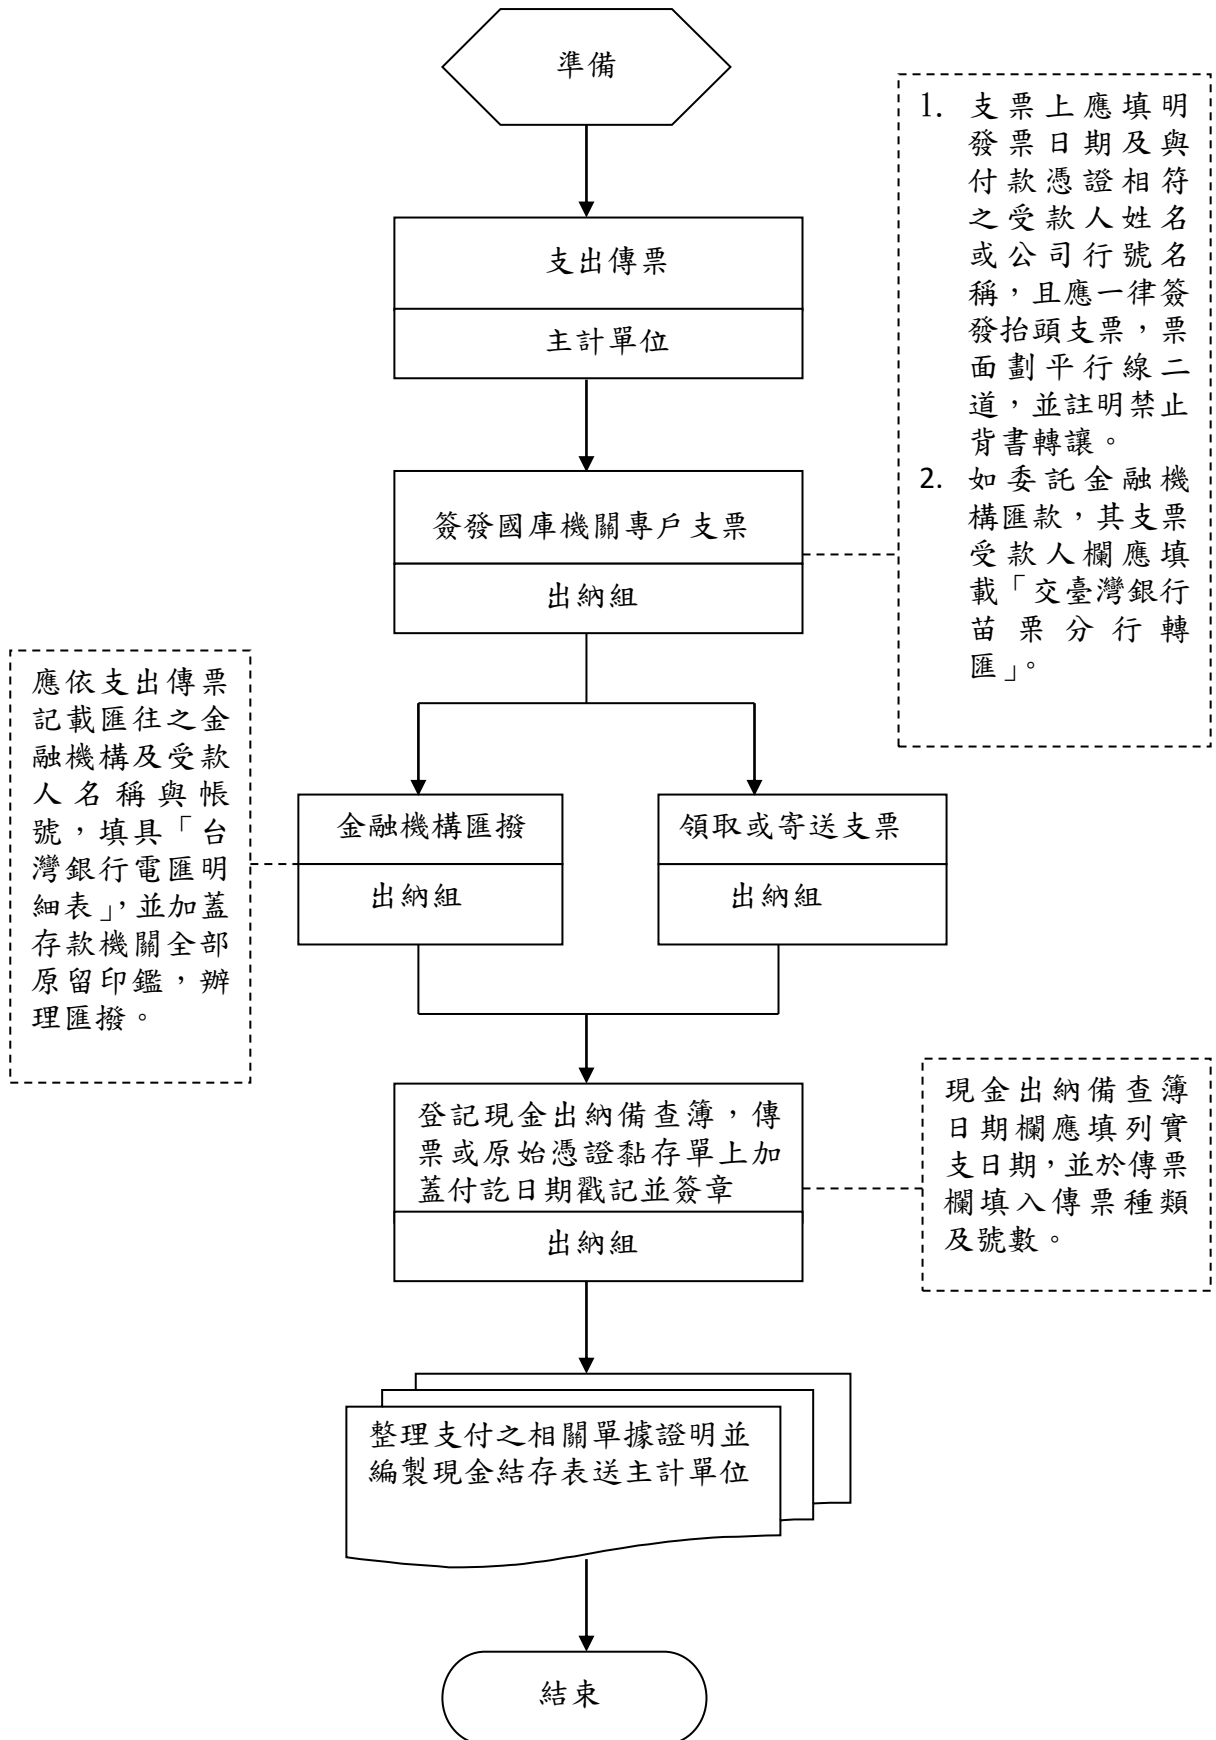 準備
1. 支票上應填明
發票日期及與
付款憑證相符
之受款人姓名
或公司行號名
稱，且應一律簽
發抬頭支票，票
面劃平行線二
道，並註明禁止
背書轉讓。
2. 如委託金融機
構匯款，其支票
受款人欄應填
載「交臺灣銀行
苗票分行轉
匯」。
支出傳票
主計單位
簽發國庫機關專戶支票
出納組
應依支出傳票
記載匯往之金
融機構及受款
人名稱與帳
號，填具「台
灣銀行電匯明
細表」，並加蓋
存款機關全部
原留印鑑，辦
理匯撥。
金融機構匯撥
出納組
領取或寄送支票
出納組
登記現金出納備查簿，傳
票或原始憑證黏存單上加
蓋付訖日期戳記並簽章
出納組
現金出納備查簿
日期欄應填列實
支日期，並於傳票
欄填入傳票種類
及號數。
整理支付之相關單據證明並
編製現金結存表送主計單位
結束